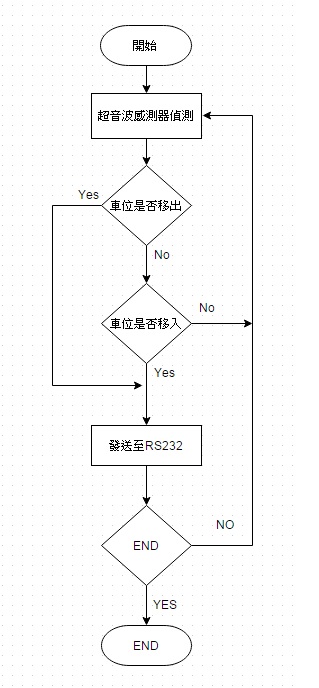 開始
超音波感測器偵測
Yes
車位是否移出
No
車位是否移入
No
Yes
發送至RS232
END
NO
YES
END